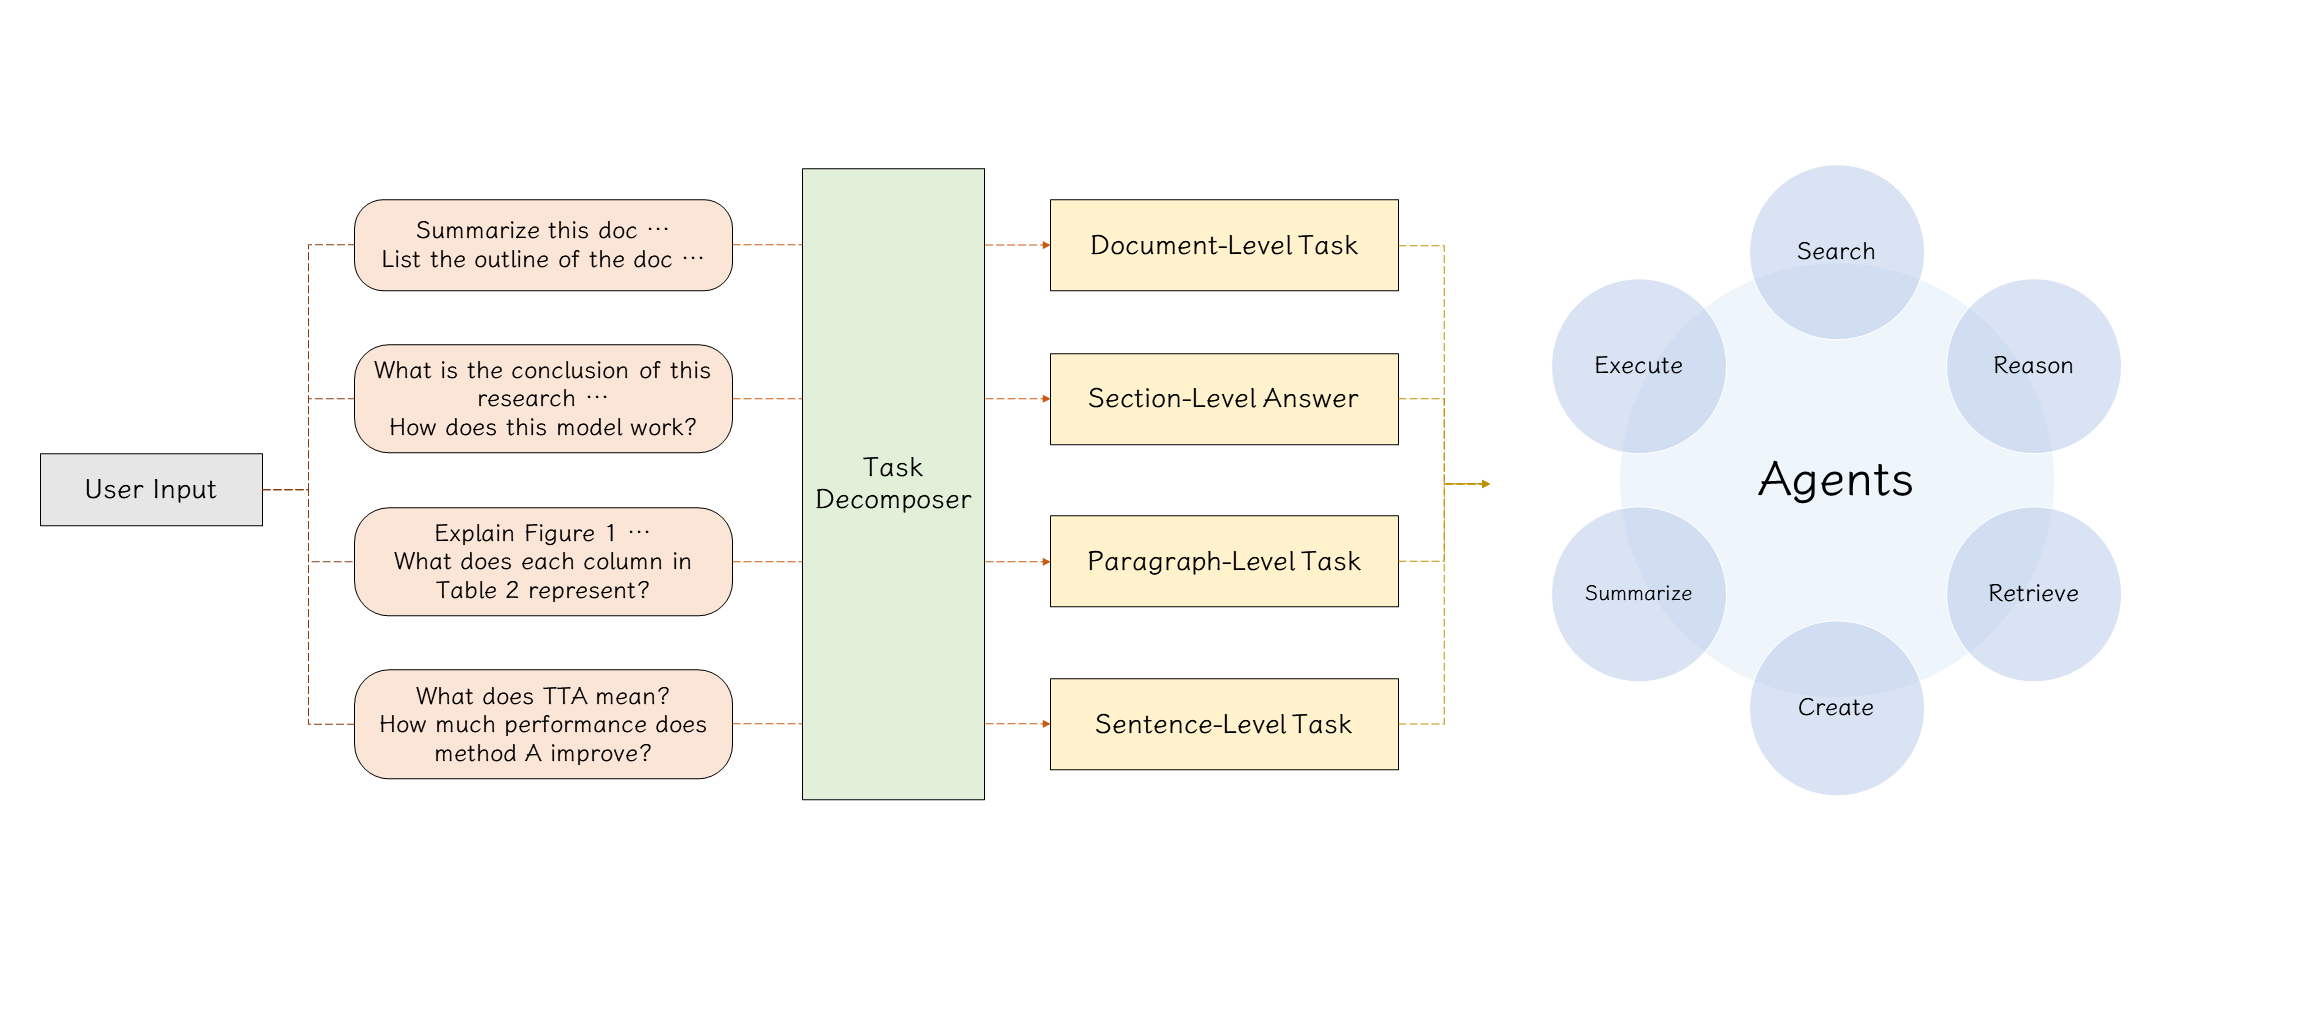 User Input
Summarize this doc ⋯
List the outline of the doc ⋯
What is the conclusion of this
research ⋯
How does this model work?
Explain Figure 1 ⋯
What does each column in
Table 2 represent?
What does TTA mean?
How much performance does
method A improve?
Task
Decomposer
Document-Level Task
Section-Level Answer
Paragraph-Level Task
Sentence-Level Task
Agents
Search
Reason
Retrieve
Create
Summarize
Execute